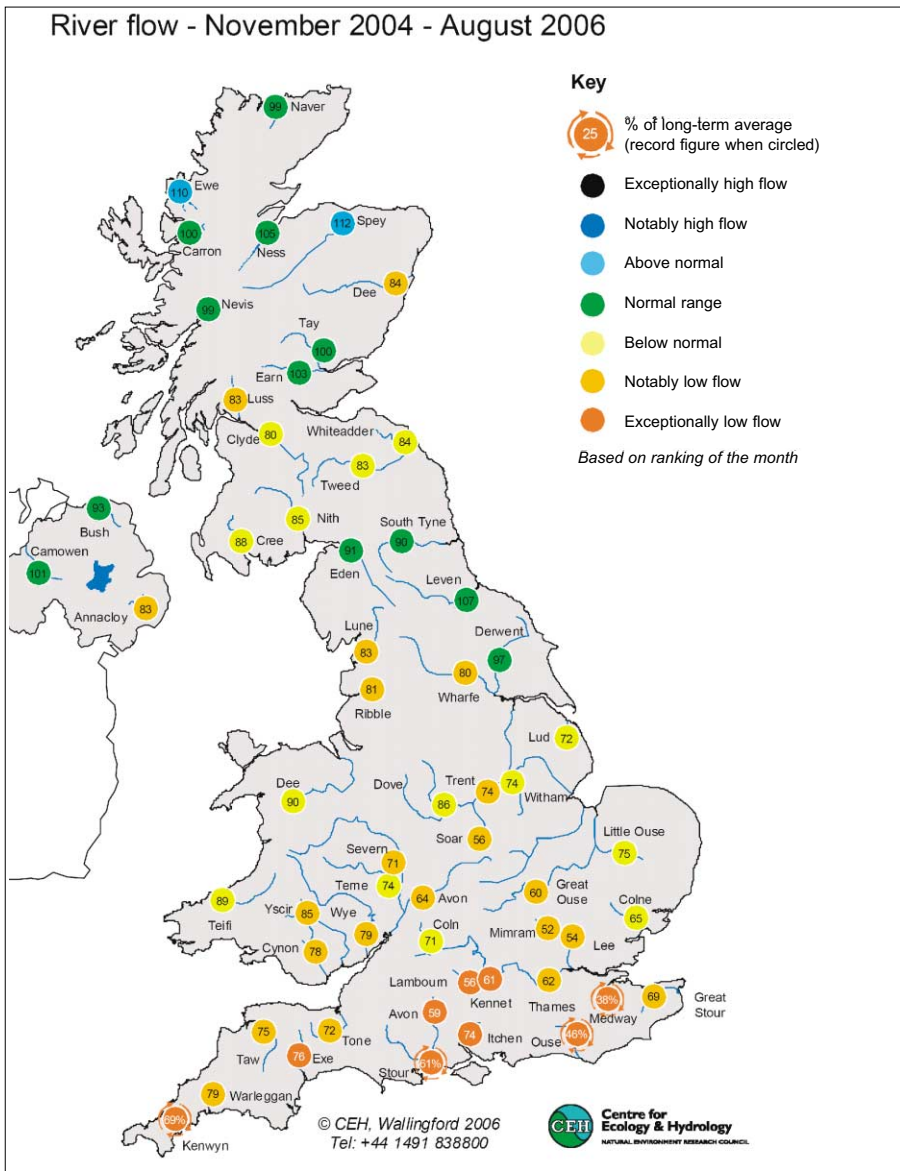 River flow - November 2004 - August 2006
Key
25
% of long-term average
(record figure when circled)
Exceptionally high flow
Notably high flow
Above normal
Normal range
Below normal
Notably low flow
Exceptionally low flow
Based on ranking of the month
99 Naver
110 Ewe
112 Spey
100 Carron
105 Ness
84 Dee
99 Nevis
Tay 100
Earn 103
83 Luss
Clyde 80
Whiteadder 84
83 Tweed
85 Nith
88 Cree
93 Bush
Camowen 101
Annacloy 83
South Tyne 90
91 Eden
Leven 107
Lune 83
Derwent 97
80 Wharfe
81 Ribble
Lud 72
Dee 90
Dove 86
Trent 74
74 Witham
Soar 56
Little Ouse 75
Severn 71
Teme 74
64 Avon
60 Great
Ouse
Colne 65
89 Teifi
Yscir 85
Wye 79
Cynon 78
Coln 71
Mimram 52
54 Lee
Lambourn 56
61 Kennet
62 Thames
38% Medway
69 Great
Stour
Avon 59
74 Itchen
Ouse 46%
75 Taw
72 Tone
76 Exe
Stour 61%
79 Warleggan
69% Kenwyn
© CEH, Wallingford 2006
Tel: +44 1491 838800
CEH
Centre for
Ecology & Hydrology
NATURAL ENVIRONMENT RESEARCH COUNCIL